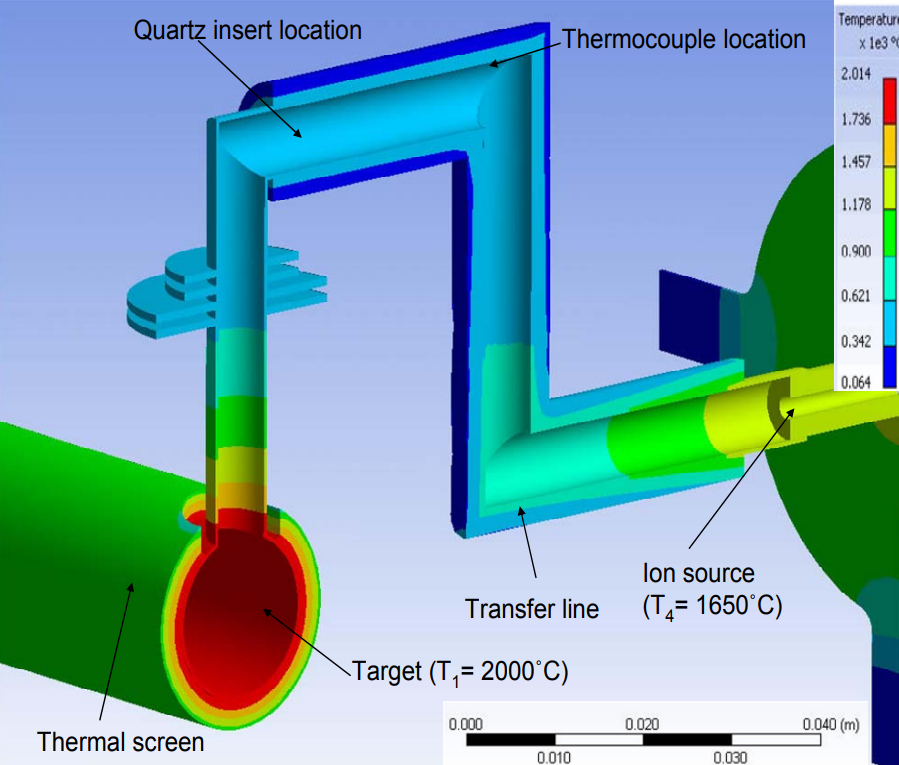 Quartz insert location
Thermocouple location
Temperature
x 1e3 °C
2.014
1.736
1.457
1.178
0.900
0.621
0.342
0.064
Ion source
(T4= 1650˚C)
Transfer line
Target (T1= 2000˚C)
Thermal screen
0.000
0.020
0.040 (m)
0.010
0.030